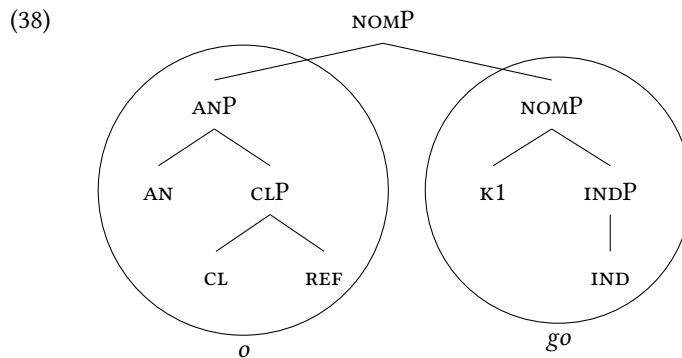 (38)
NOMP
ANP NOMP
AN CLP K1 INDP
CL REF IND
o go